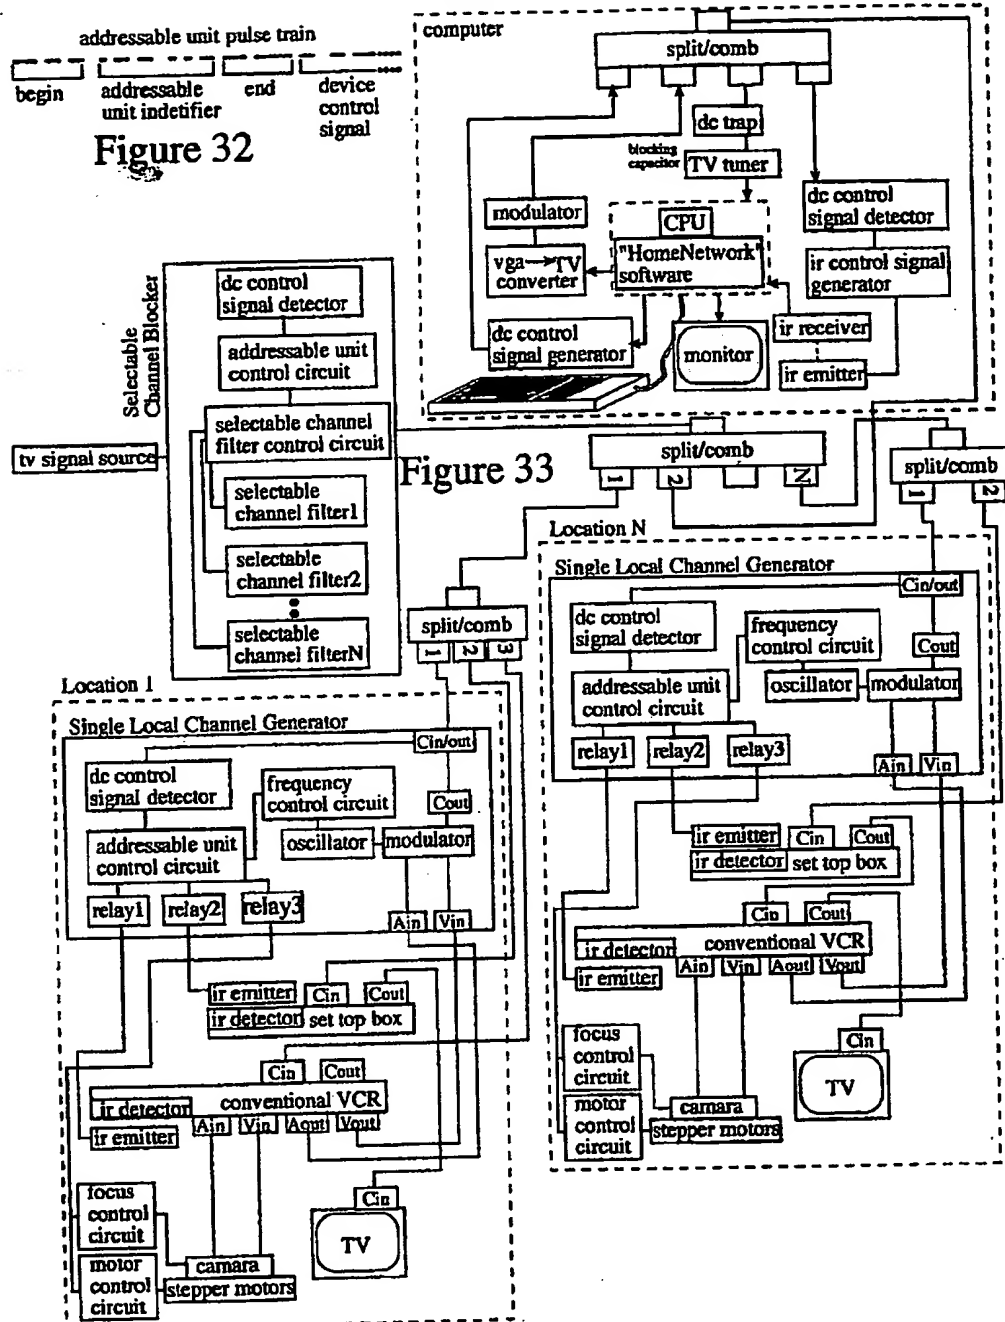 addressable unit pulse train
begin
addressable
unit indetifier
end
device
control
signal
Figure 32
computer
split/comb
dc trap
blocking
capacitor
TV tuner
modulator
CPU
"HomeNetwork"
software
vga→TV
converter
dc control
signal detector
ir control signal
generator
dc control
signal generator
monitor
ir receiver
ir emitter
Selectable
Channel Blocker
dc control
signal detector
addressable unit
control circuit
selectable channel
filter control circuit
tv signal source
selectable
channel filter1
selectable
channel filter2
selectable
channel filterN
Figure 33
split/comb
1
2
N
split/comb
1
2
split/comb
1
2
3
Location 1
Single Local Channel Generator
Cin/out
dc control
signal detector
frequency
control circuit
Cout
addressable unit
control circuit
oscillator
modulator
relay1
relay2
relay3
Ain
Vin
ir emitter
Cin
Cout
ir detector
set top box
Cin
Cout
conventional VCR
ir detector
Ain
Vin
Aout
Vout
ir emitter
focus
control
circuit
motor
control
circuit
camara
stepper motors
Cin
TV
Location N
Single Local Channel Generator
Cin/out
dc control
signal detector
frequency
control circuit
Cout
addressable unit
control circuit
oscillator
modulator
relay1
relay2
relay3
Ain
Vin
ir emitter
Cin
Cout
ir detector
set top box
Cin
Cout
conventional VCR
ir detector
Ain
Vin
Aout
Vout
ir emitter
focus
control
circuit
motor
control
circuit
camara
stepper motors
Cin
TV